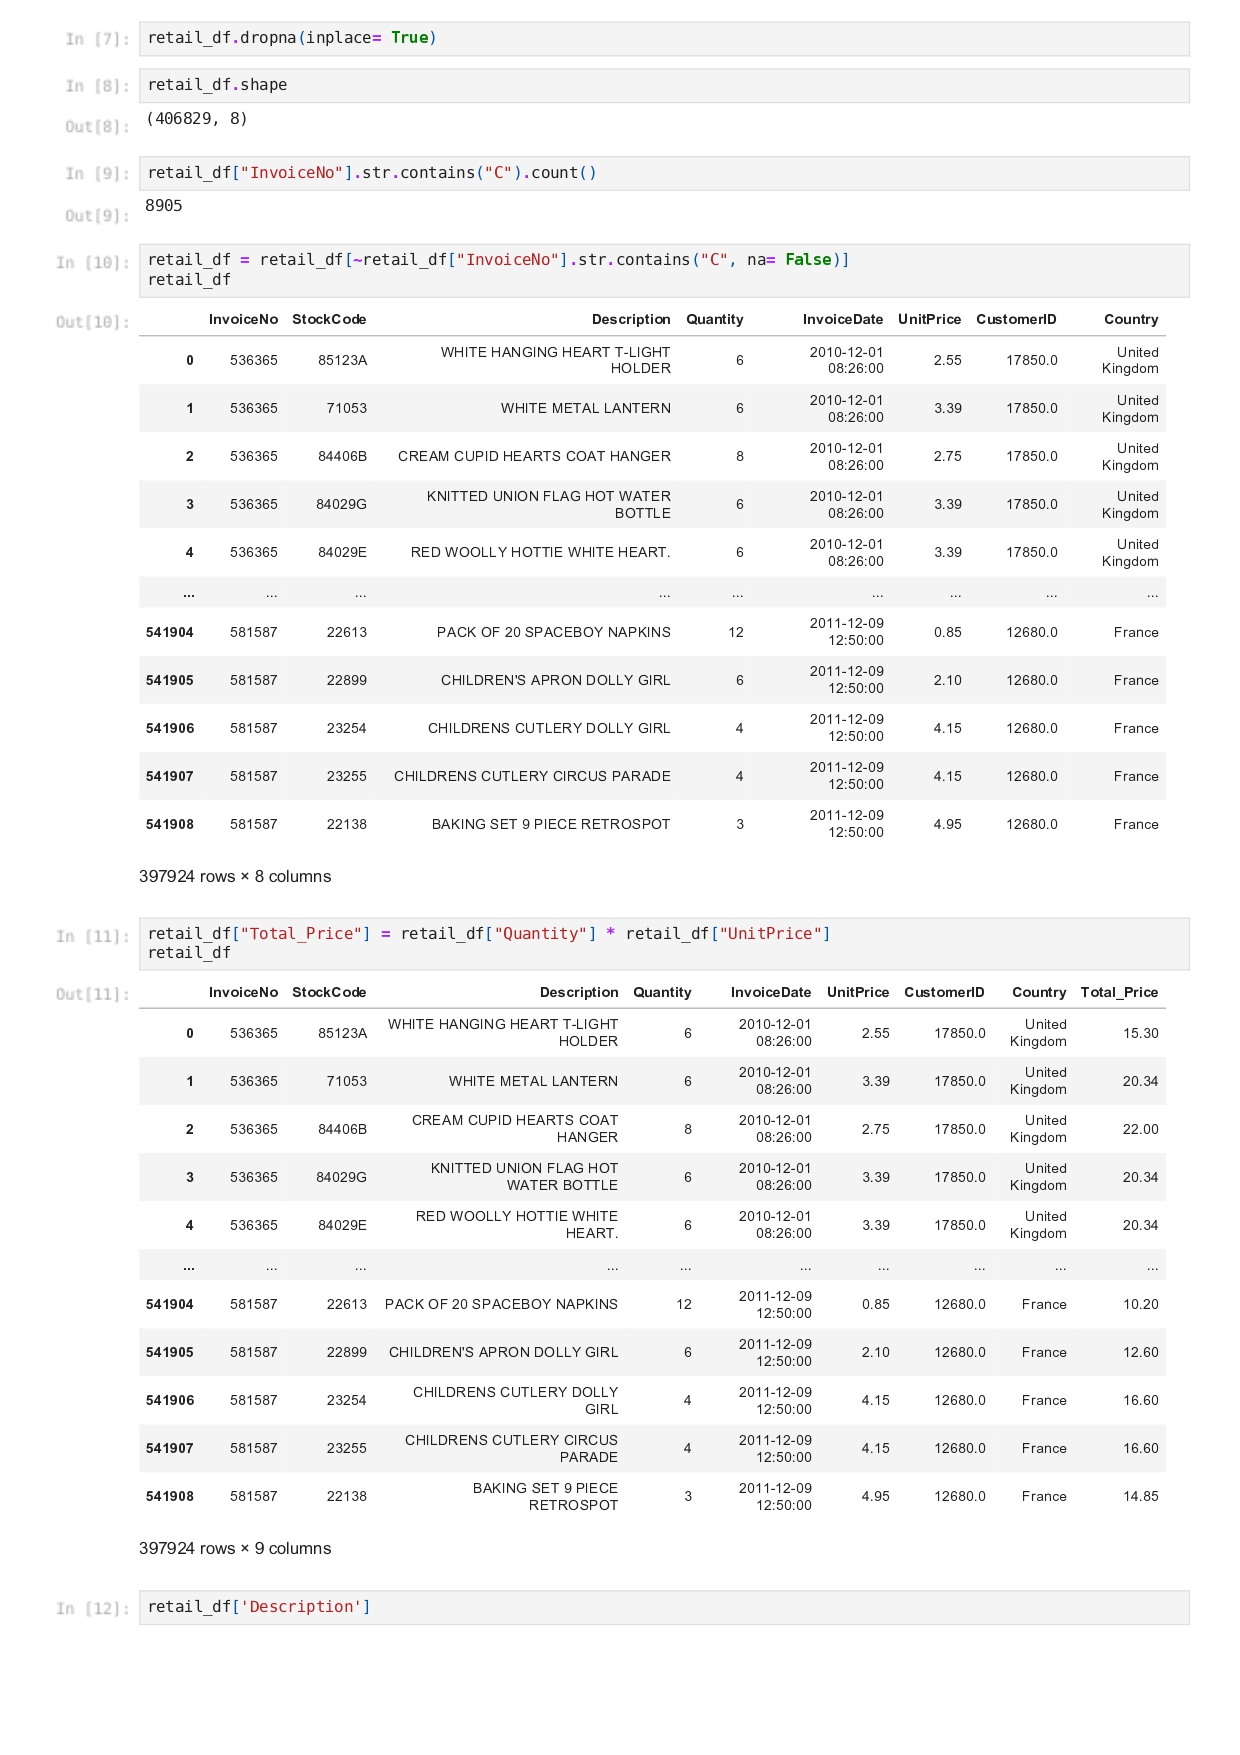 In [7]: retail_df.dropna(inplace= True)
In [8]: retail_df.shape
Out[8]: (406829, 8)
In [9]: retail_df["InvoiceNo"].str.contains("C").count()
Out[9]: 8905
In [10]: retail_df = retail_df[~retail_df["InvoiceNo"].str.contains("C", na= False)]
retail_df
Out[10]: InvoiceNo StockCode Description Quantity InvoiceDate UnitPrice CustomerID Country
0 536365 85123A WHITE HANGING HEART T-LIGHT HOLDER 6 2010-12-01 08:26:00 2.55 17850.0 United Kingdom
1 536365 71053 WHITE METAL LANTERN 6 2010-12-01 08:26:00 3.39 17850.0 United Kingdom
2 536365 84406B CREAM CUPID HEARTS COAT HANGER 8 2010-12-01 08:26:00 2.75 17850.0 United Kingdom
3 536365 84029G KNITTED UNION FLAG HOT WATER BOTTLE 6 2010-12-01 08:26:00 3.39 17850.0 United Kingdom
4 536365 84029E RED WOOLLY HOTTIE WHITE HEART. 6 2010-12-01 08:26:00 3.39 17850.0 United Kingdom
... ... ... ... ... ... ... ... ...
541904 581587 22613 PACK OF 20 SPACEBOY NAPKINS 12 2011-12-09 12:50:00 0.85 12680.0 France
541905 581587 22899 CHILDREN'S APRON DOLLY GIRL 6 2011-12-09 12:50:00 2.10 12680.0 France
541906 581587 23254 CHILDRENS CUTLERY DOLLY GIRL 4 2011-12-09 12:50:00 4.15 12680.0 France
541907 581587 23255 CHILDRENS CUTLERY CIRCUS PARADE 4 2011-12-09 12:50:00 4.15 12680.0 France
541908 581587 22138 BAKING SET 9 PIECE RETROSPOT 3 2011-12-09 12:50:00 4.95 12680.0 France
397924 rows × 8 columns
In [11]: retail_df["Total_Price"] = retail_df["Quantity"] * retail_df["UnitPrice"]
retail_df
Out[11]: InvoiceNo StockCode Description Quantity InvoiceDate UnitPrice CustomerID Country Total_Price
0 536365 85123A WHITE HANGING HEART T-LIGHT HOLDER 6 2010-12-01 08:26:00 2.55 17850.0 United Kingdom 15.30
1 536365 71053 WHITE METAL LANTERN 6 2010-12-01 08:26:00 3.39 17850.0 United Kingdom 20.34
2 536365 84406B CREAM CUPID HEARTS COAT HANGER 8 2010-12-01 08:26:00 2.75 17850.0 United Kingdom 22.00
3 536365 84029G KNITTED UNION FLAG HOT WATER BOTTLE 6 2010-12-01 08:26:00 3.39 17850.0 United Kingdom 20.34
4 536365 84029E RED WOOLLY HOTTIE WHITE HEART. 6 2010-12-01 08:26:00 3.39 17850.0 United Kingdom 20.34
... ... ... ... ... ... ... ... ... ...
541904 581587 22613 PACK OF 20 SPACEBOY NAPKINS 12 2011-12-09 12:50:00 0.85 12680.0 France 10.20
541905 581587 22899 CHILDREN'S APRON DOLLY GIRL 6 2011-12-09 12:50:00 2.10 12680.0 France 12.60
541906 581587 23254 CHILDRENS CUTLERY DOLLY GIRL 4 2011-12-09 12:50:00 4.15 12680.0 France 16.60
541907 581587 23255 CHILDRENS CUTLERY CIRCUS PARADE 4 2011-12-09 12:50:00 4.15 12680.0 France 16.60
541908 581587 22138 BAKING SET 9 PIECE RETROSPOT 3 2011-12-09 12:50:00 4.95 12680.0 France 14.85
397924 rows × 9 columns
In [12]: retail_df['Description']